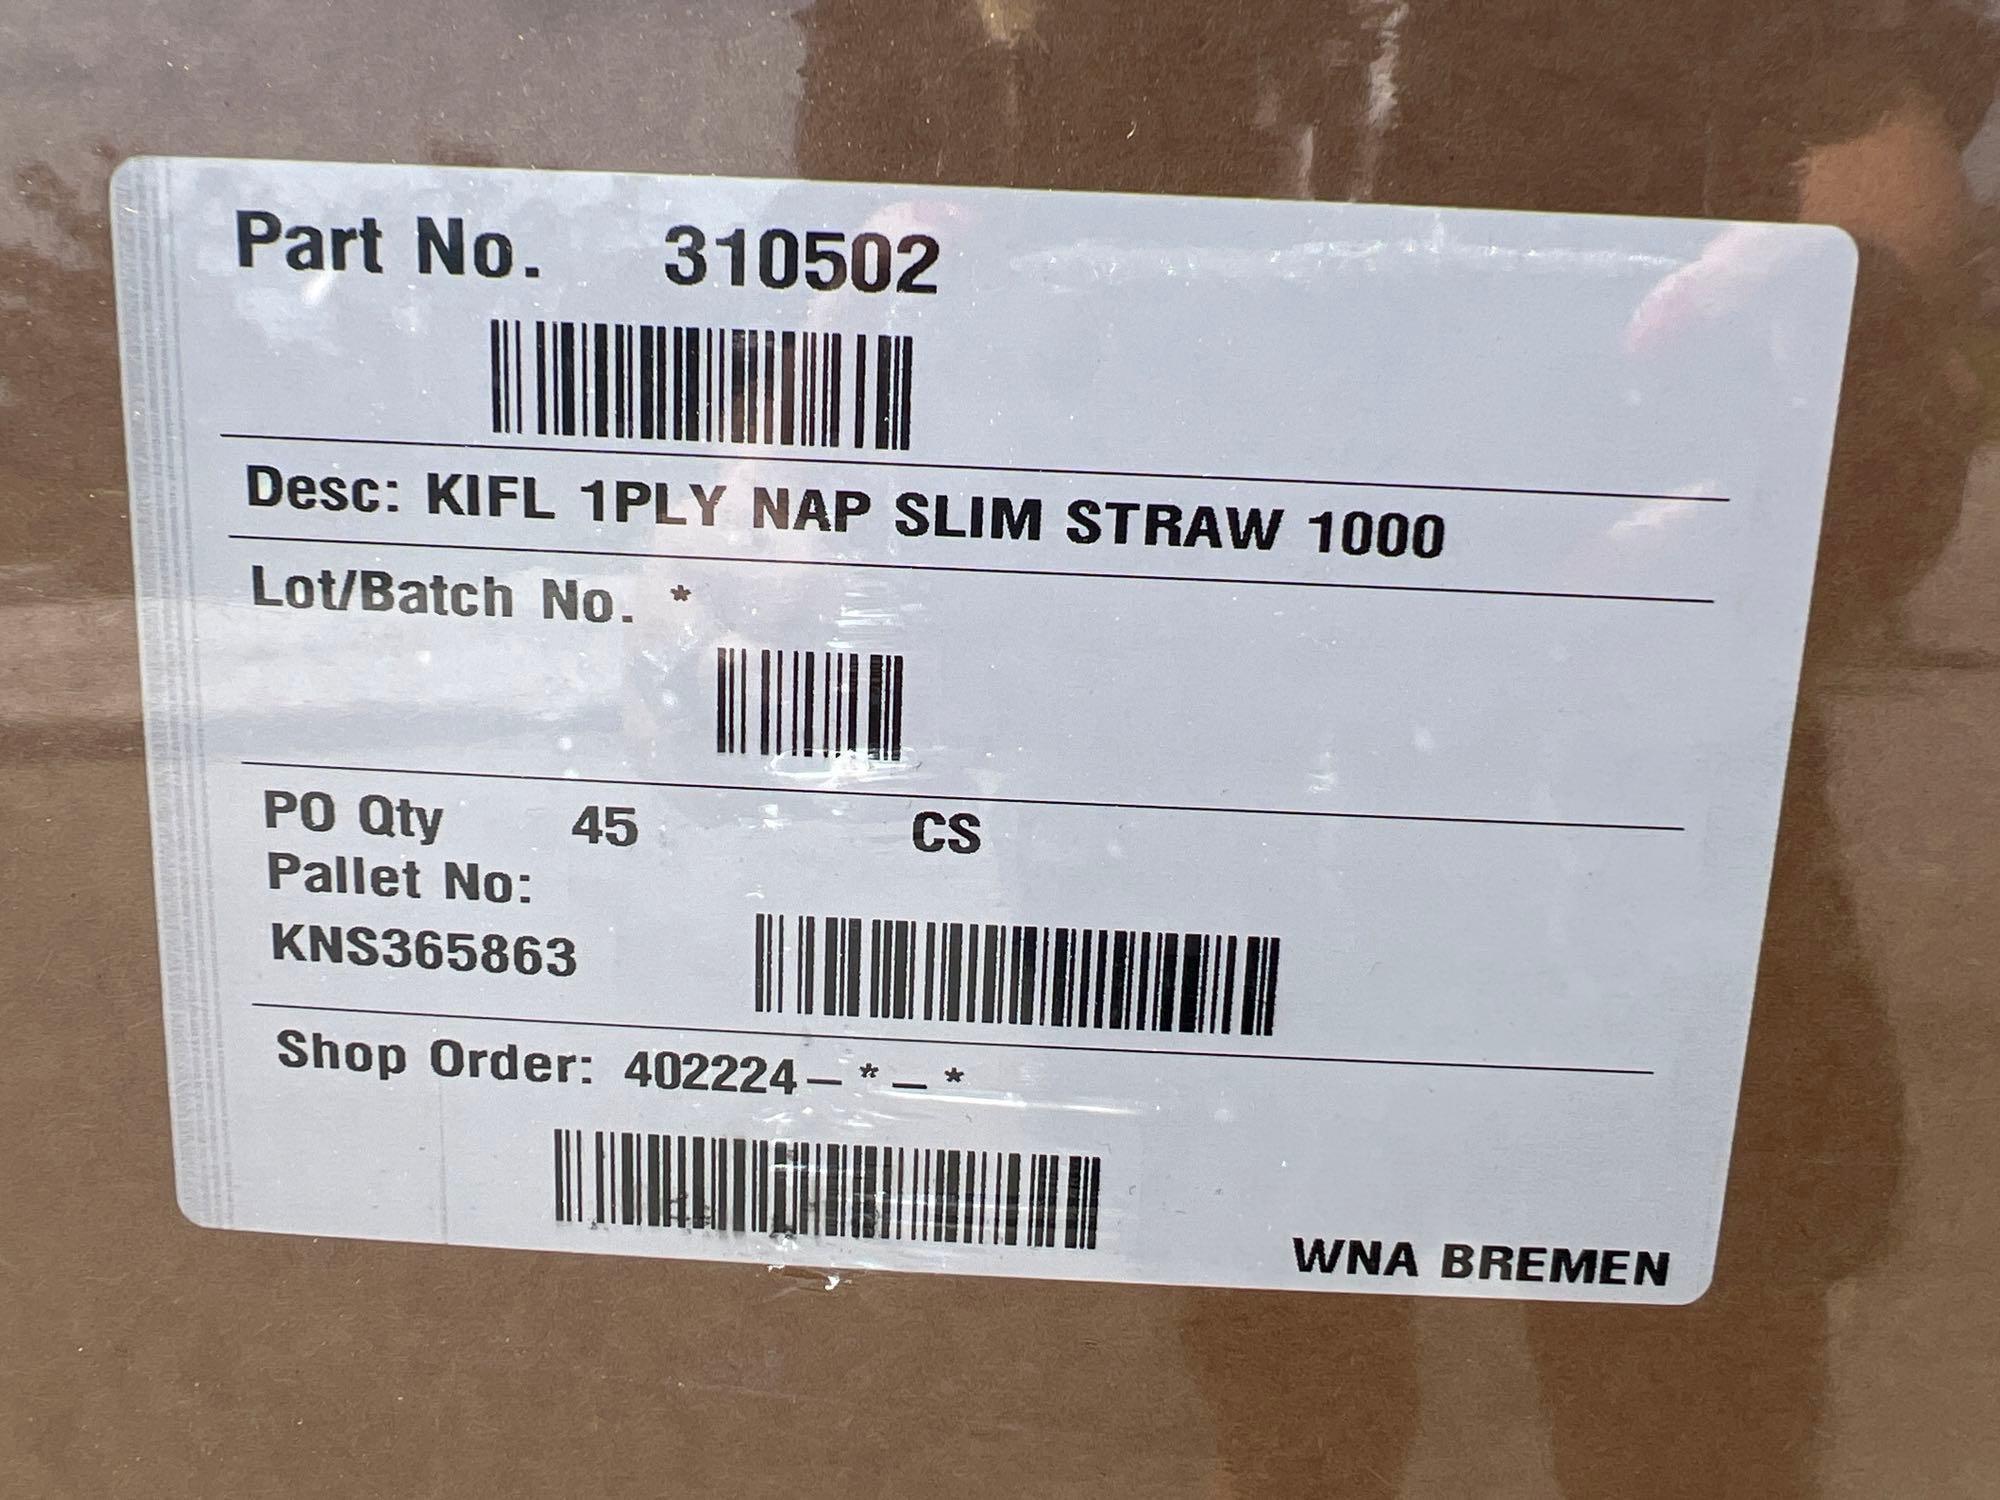 Part No. 310502
Desc: KIFL 1PLY NAP SLIM STRAW 1000
Lot/Batch No. *
PO Qty 45 CS
Pallet No:
KNS365863
Shop Order: 402224-*-*
WNA BREMEN